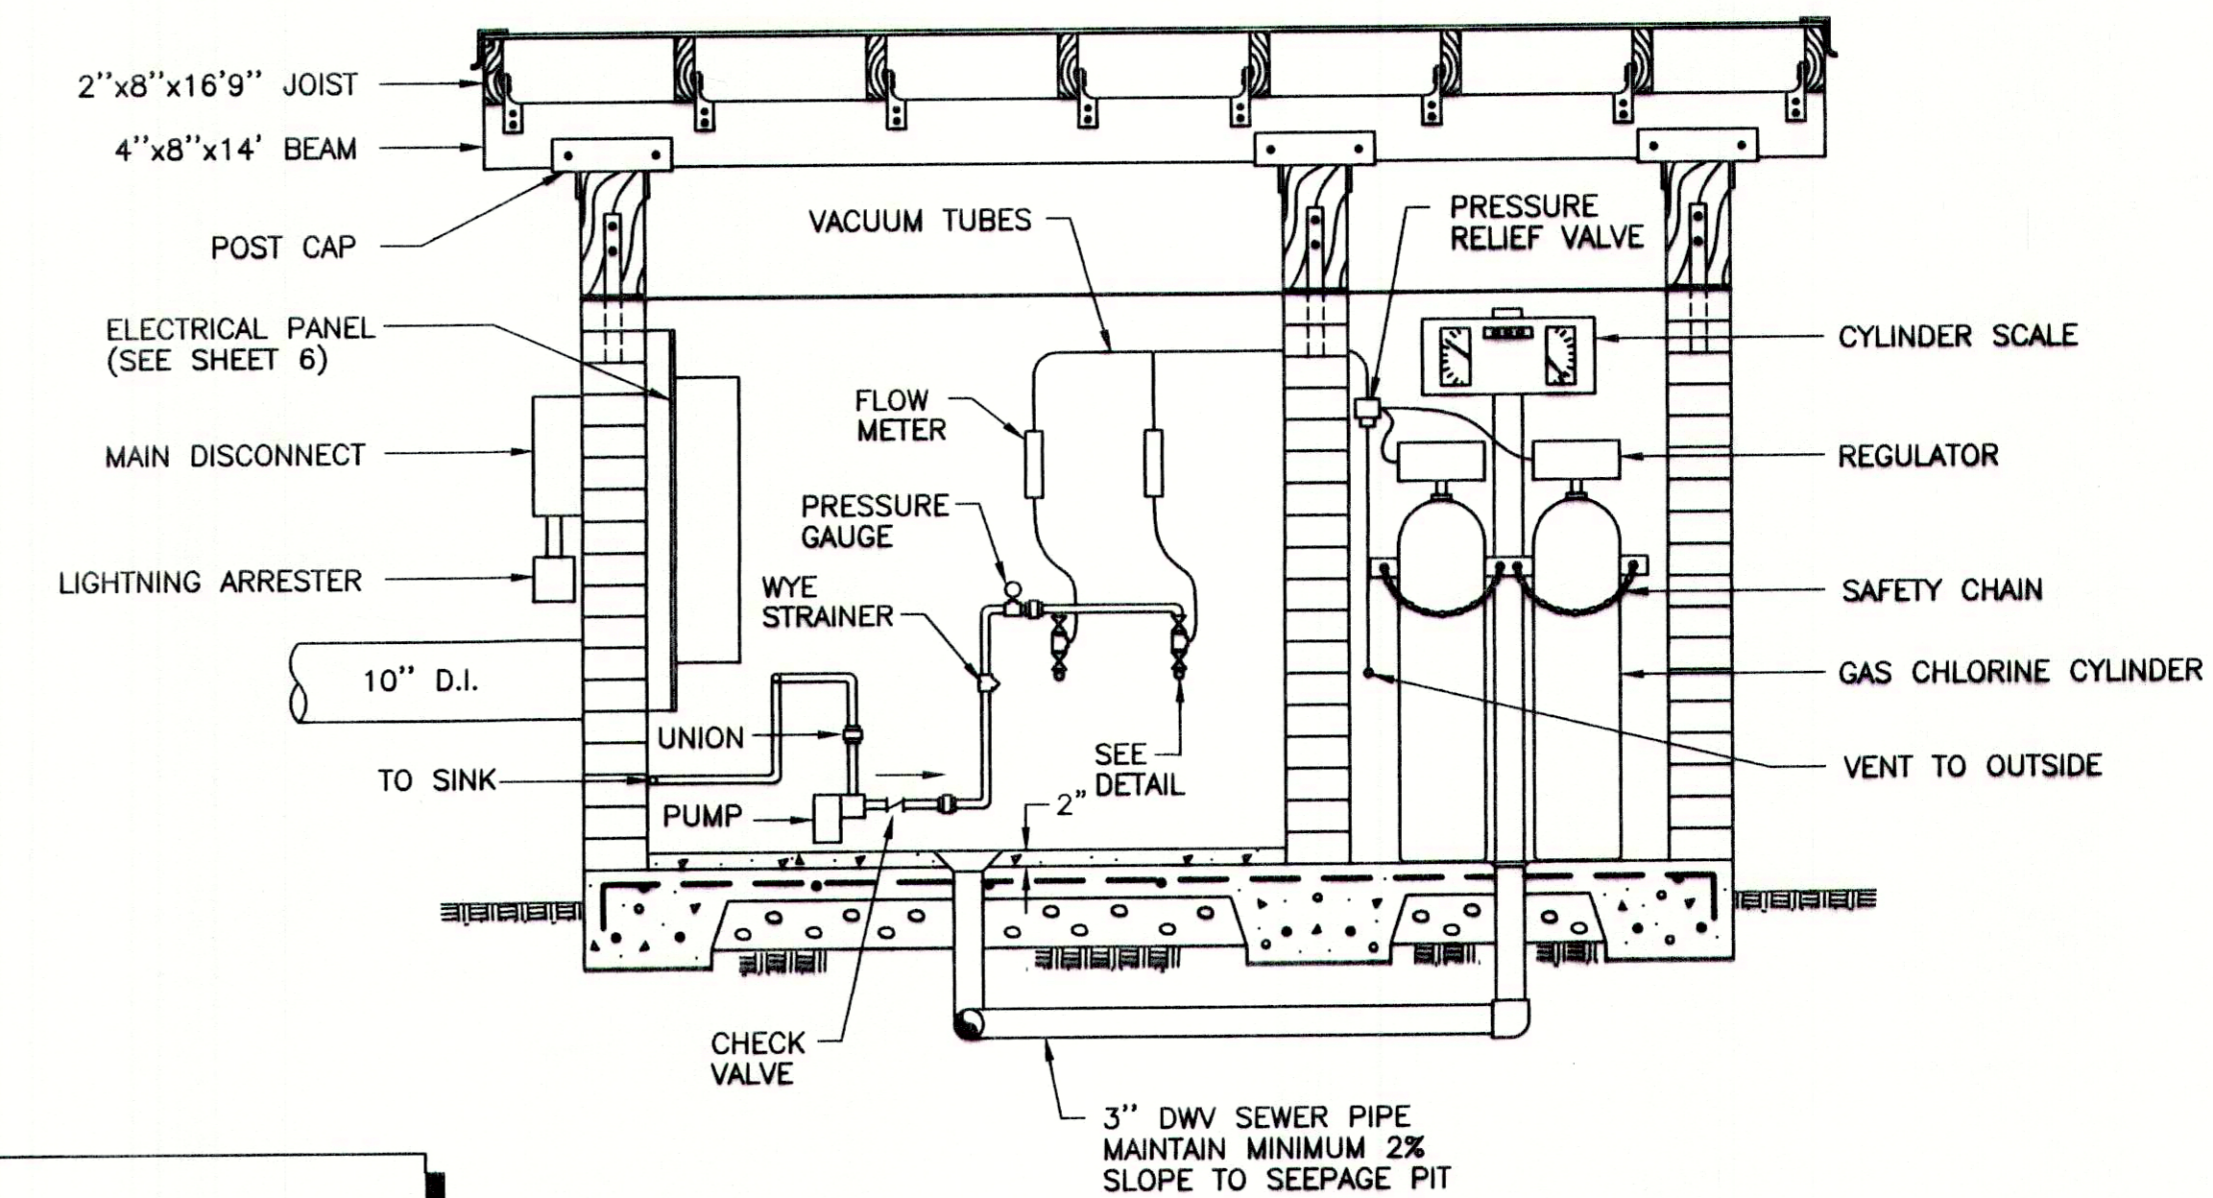 2''x8''x16'9'' JOIST
4''x8''x14' BEAM
POST CAP
ELECTRICAL PANEL
(SEE SHEET 6)
MAIN DISCONNECT
LIGHTNING ARRESTER
10'' D.I.
TO SINK
UNION
PUMP
CHECK
VALVE
VACUUM TUBES
FLOW
METER
PRESSURE
GAUGE
WYE
STRAINER
SEE
DETAIL
2''
3'' DWV SEWER PIPE
MAINTAIN MINIMUM 2%
SLOPE TO SEEPAGE PIT
PRESSURE
RELIEF VALVE
CYLINDER SCALE
REGULATOR
SAFETY CHAIN
GAS CHLORINE CYLINDER
VENT TO OUTSIDE